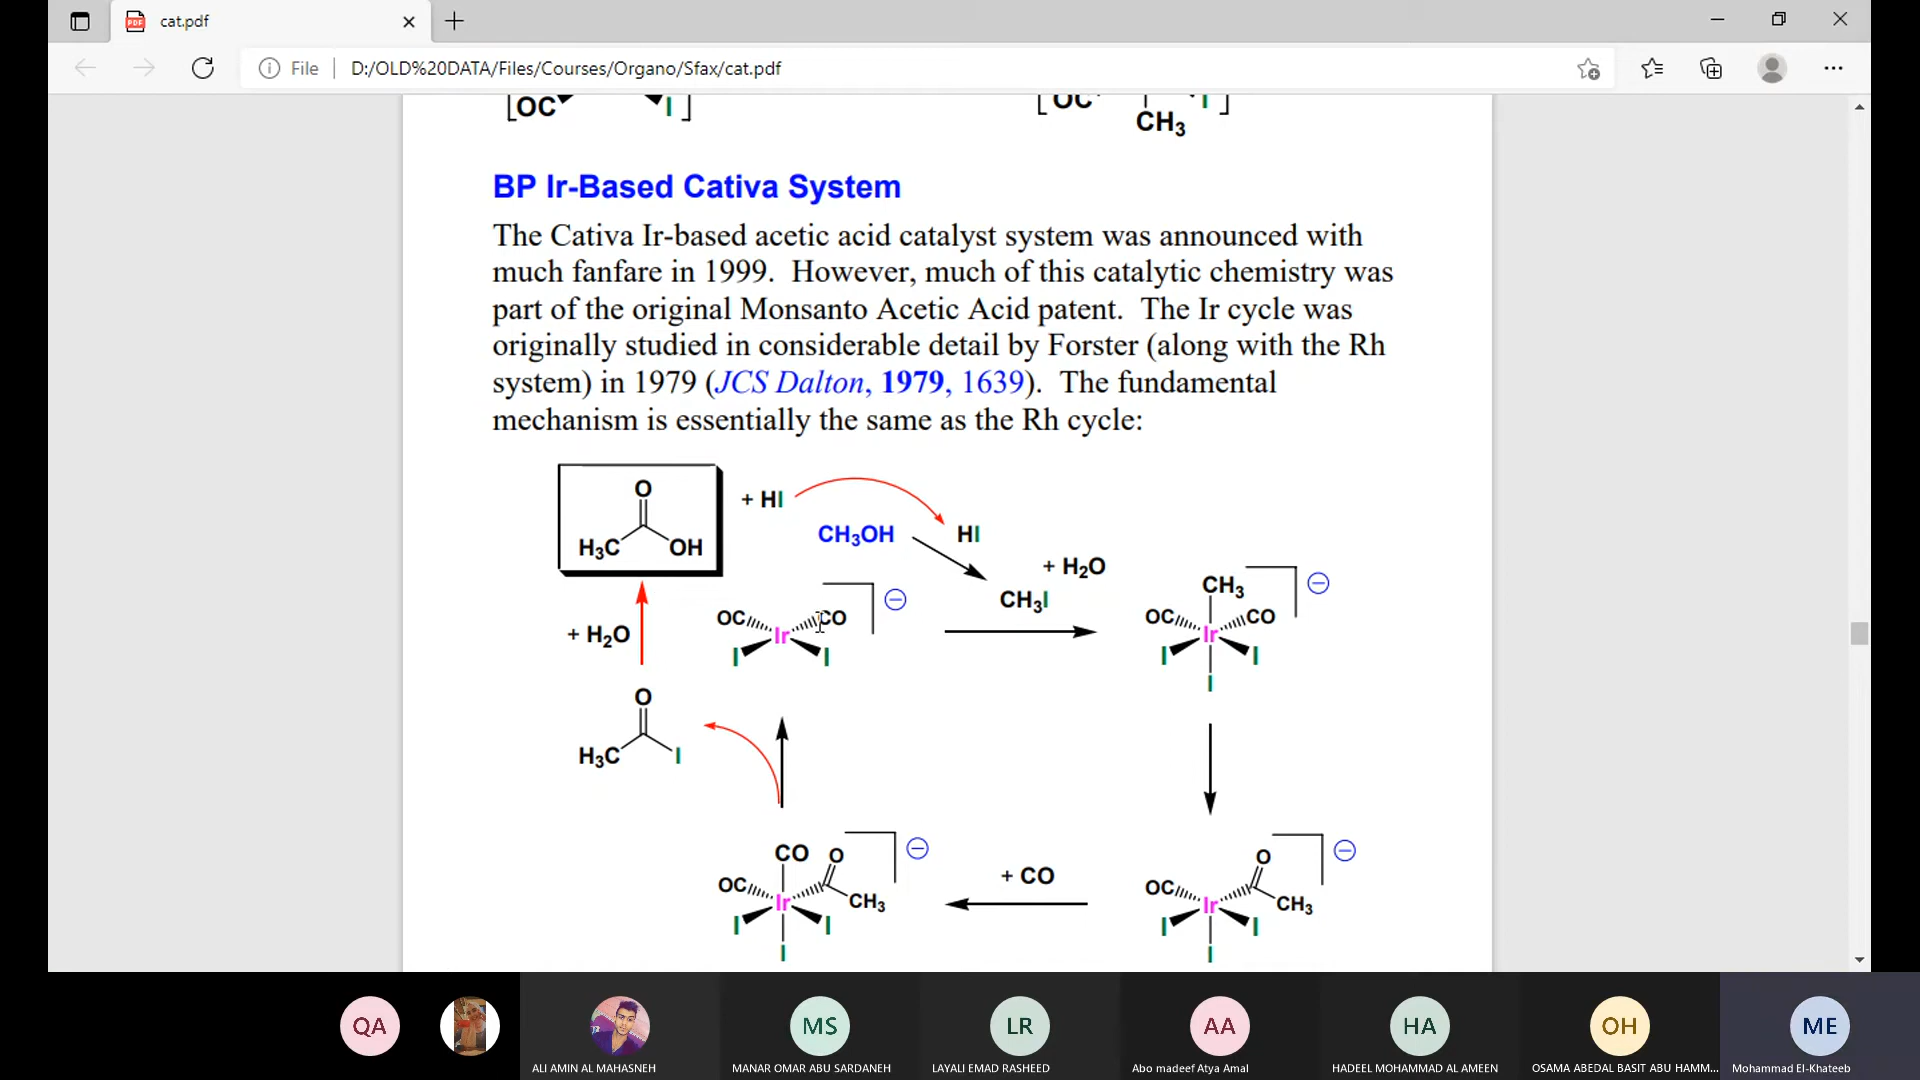 cat.pdf
File
D:/OLD%20DATA/Files/Courses/Organo/Sfax/cat.pdf
[OC I]
[OC I]
CH3
BP Ir-Based Cativa System
The Cativa Ir-based acetic acid catalyst system was announced with
much fanfare in 1999. However, much of this catalytic chemistry was
part of the original Monsanto Acetic Acid patent. The Ir cycle was
originally studied in considerable detail by Forster (along with the Rh
system) in 1979 (JCS Dalton, 1979, 1639). The fundamental
mechanism is essentially the same as the Rh cycle:
O
H3C OH
+ HI
CH3OH HI
+ H2O
CH3I
OC CO
Ir
I I
⊖
CH3
OC CO
Ir
I I
I
⊖
+ H2O
O
H3C I
CO O
OC
Ir CH3
I I
I
⊖
+ CO
O
OC
Ir CH3
I I
I
⊖
QA
MS
LR
AA
HA
OH
ME
ALI AMIN AL MAHASNEH
MANAR OMAR ABU SARDANEH
LAYALI EMAD RASHEED
Abo madeef Atya Amal
HADEEL MOHAMMAD AL AMEEN
OSAMA ABEDAL BASIT ABU HAMM...
Mohammad El-Khateeb